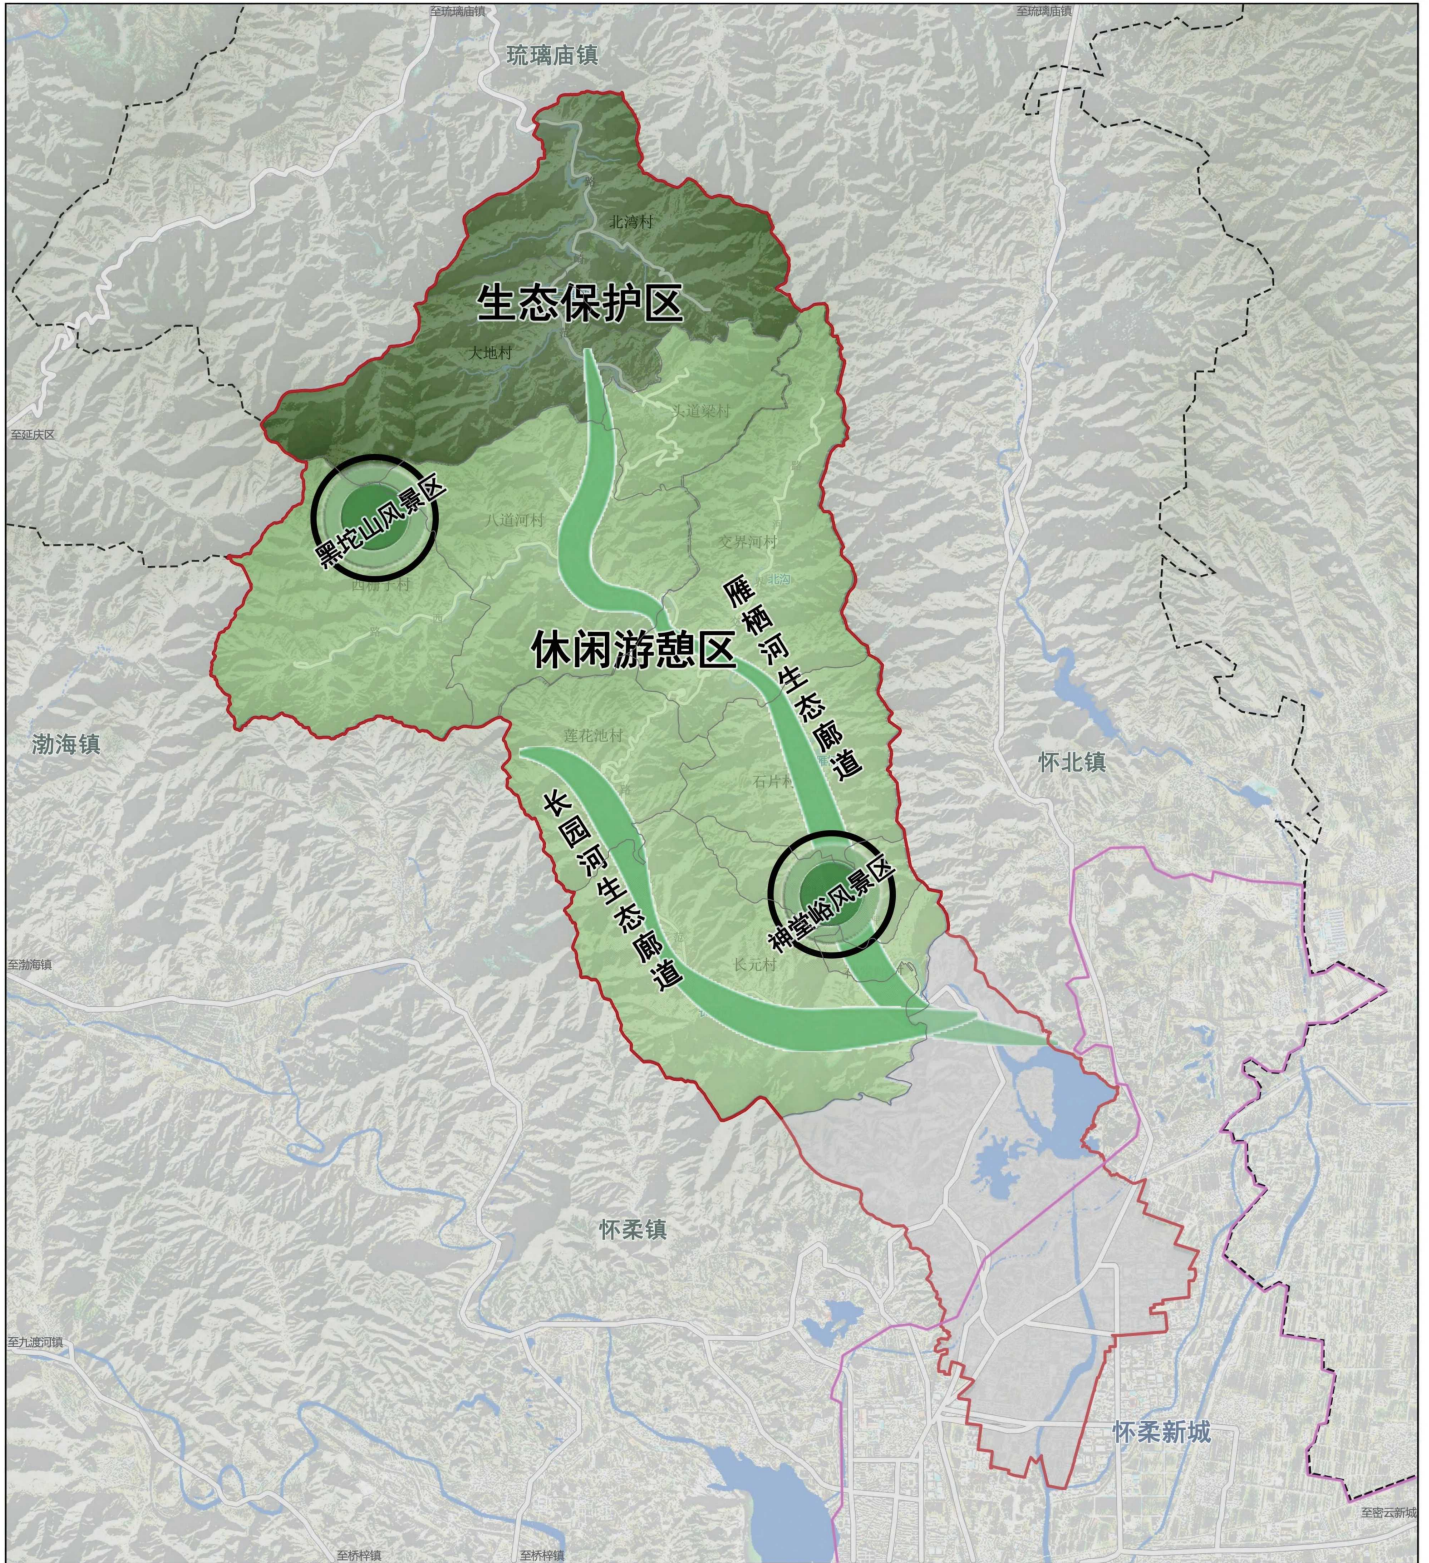 至琉璃庙镇
至琉璃庙镇
琉璃庙镇
北湾村
生态保护区
大地村
头道梁村
至延庆区
黑坨山风景区
八道河村
交界河村
北沟
西栅子村
雁栖河生态廊道
休闲游憩区
莲花池村
渤海镇
怀北镇
石片村
长园河生态廊道
神堂峪风景区
长元村
至渤海镇
怀柔镇
至九渡河镇
怀柔新城
至密云新城
至桥梓镇
至桥梓镇